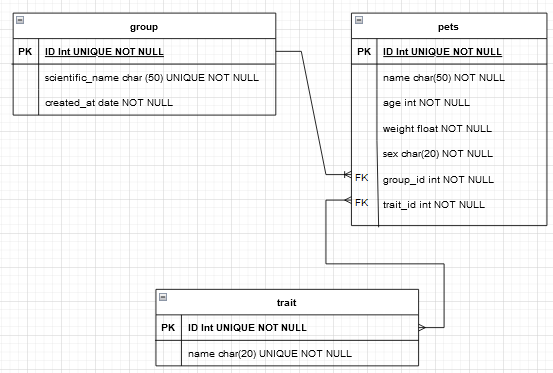 group
PK ID Int UNIQUE NOT NULL
scientific_name char (50) UNIQUE NOT NULL
created_at date NOT NULL
pets
PK ID Int UNIQUE NOT NULL
name char(50) NOT NULL
age int NOT NULL
weight float NOT NULL
sex char(20) NOT NULL
FK group_id int NOT NULL
FK trait_id int NOT NULL
trait
PK ID Int UNIQUE NOT NULL
name char(20) UNIQUE NOT NULL